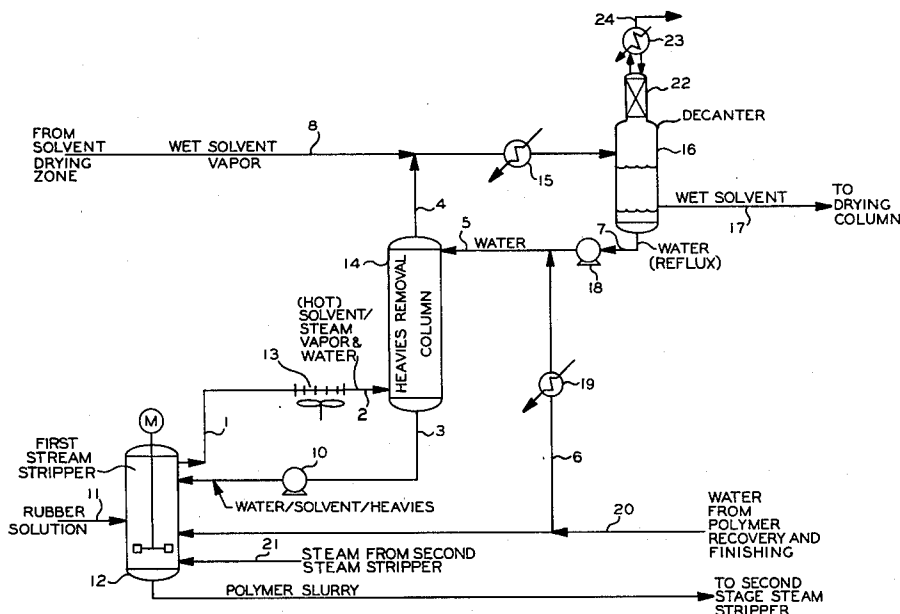 24
23
22
FROM
SOLVENT
DRYING
ZONE
WET SOLVENT
VAPOR
8
15
DECANTER
16
WET SOLVENT
17
TO
DRYING
COLUMN
4
5
WATER
7
WATER
(REFLUX)
18
14
HEAVIES REMOVAL
COLUMN
(HOT)
SOLVENT/
STEAM
VAPOR &
WATER
13
2
19
1
3
6
M
FIRST
STREAM
STRIPPER
10
WATER/SOLVENT/HEAVIES
11
RUBBER
SOLUTION
20
WATER
FROM
POLYMER
RECOVERY AND
FINISHING
21
STEAM FROM SECOND
STEAM STRIPPER
12
POLYMER SLURRY
TO SECOND
STAGE STEAM
STRIPPER